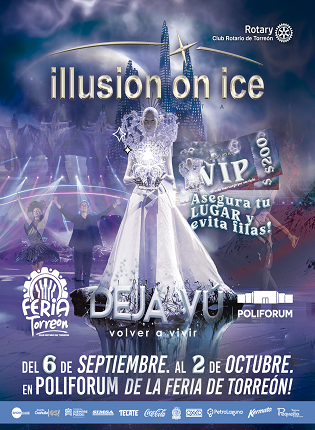 Rotary
Club Rotario de Torreón
illusion on ice
VIP
$200
Asegura tu
LUGAR y
evita filas!
FERIA
Torreón
DEJA VU
volver a vivir
POLIFORUM
DEL 6 DE SEPTIEMBRE. AL 2 DE OCTUBRE.
EN POLIFORUM DE LA FERIA DE TORREÓN!
TECATE
Coca-Cola
PetroLaguna